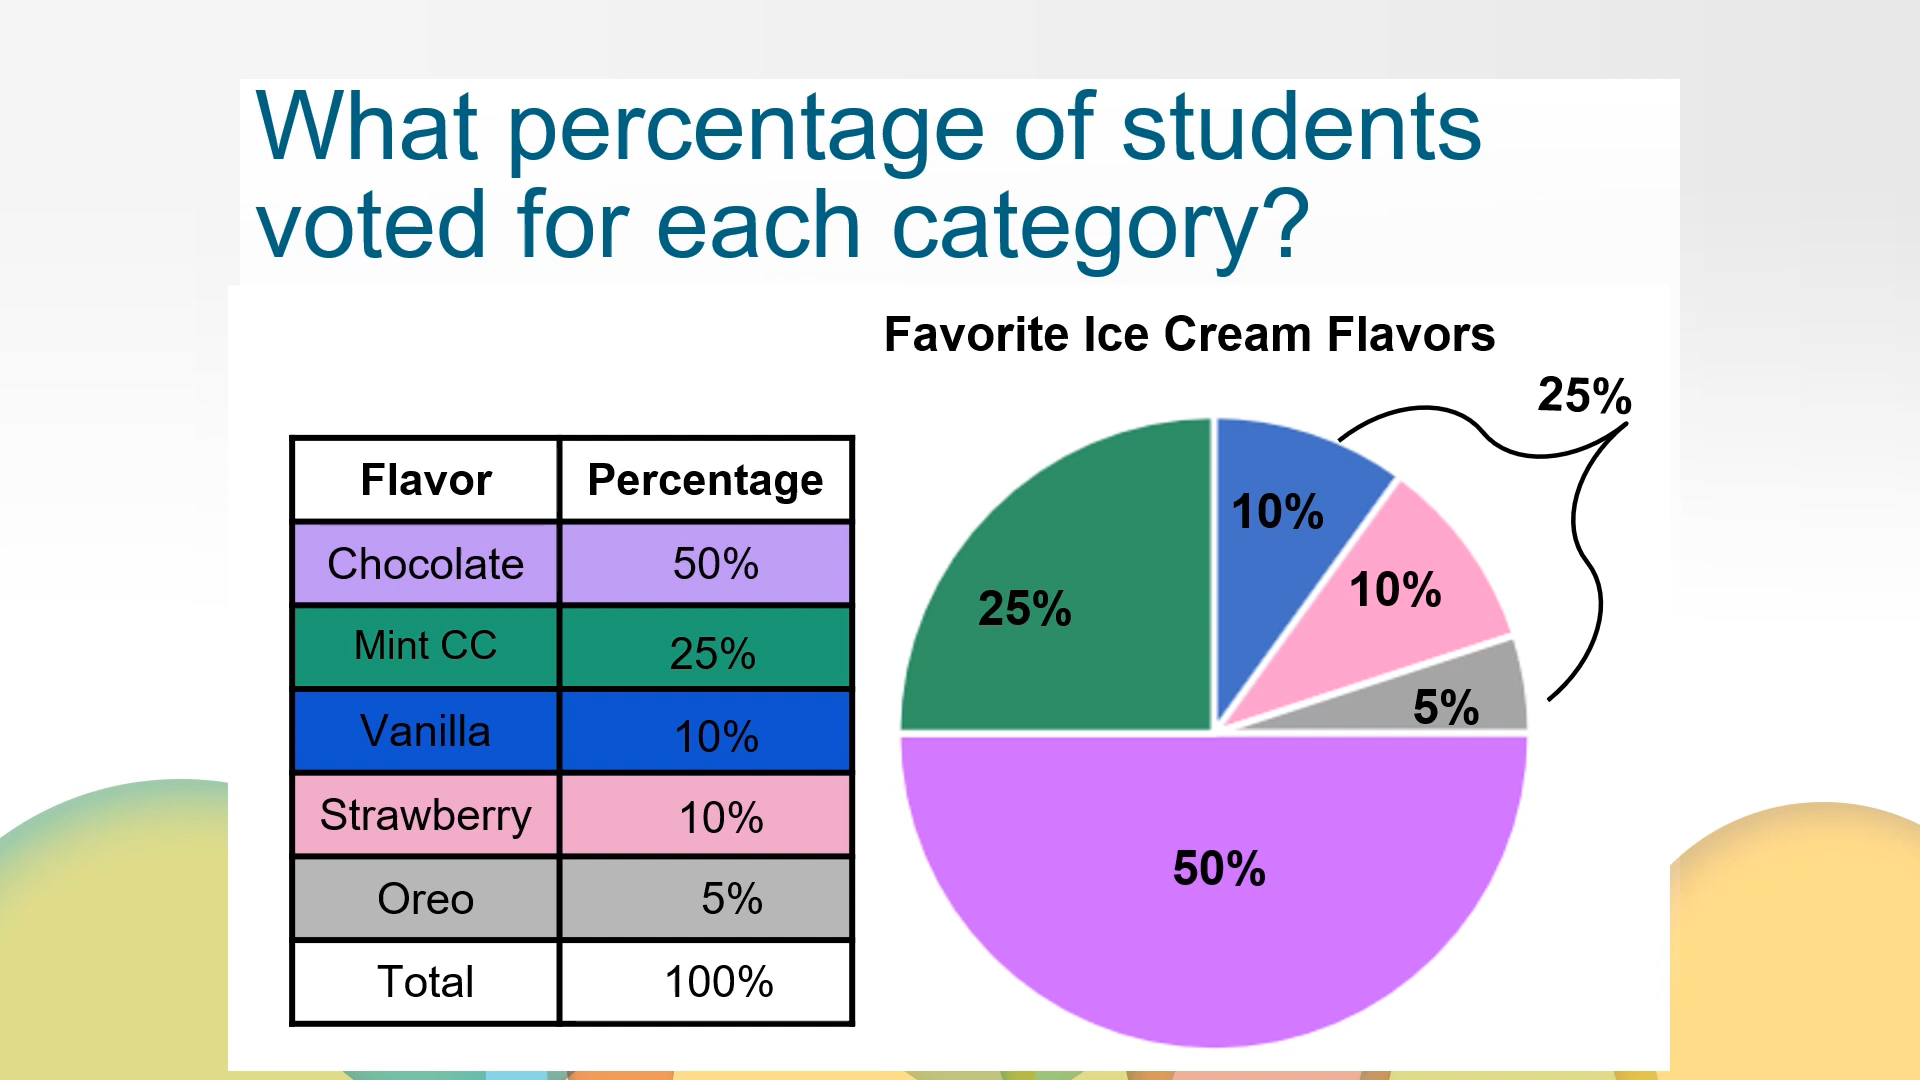 What percentage of students
voted for each category?
Favorite Ice Cream Flavors
25%
Flavor Percentage
Chocolate 50%
Mint CC 25%
Vanilla 10%
Strawberry 10%
Oreo 5%
Total 100%
10%
10%
25%
5%
50%